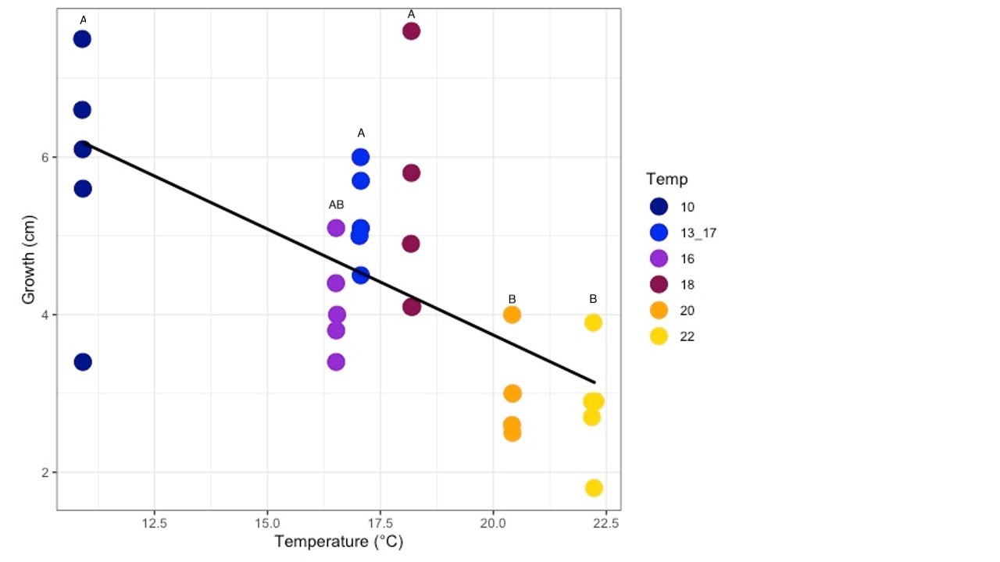 A
A
A
AB
B
B
6
4
2
Growth (cm)
12.5
15.0
17.5
20.0
22.5
Temperature (°C)
Temp
10
13_17
16
18
20
22